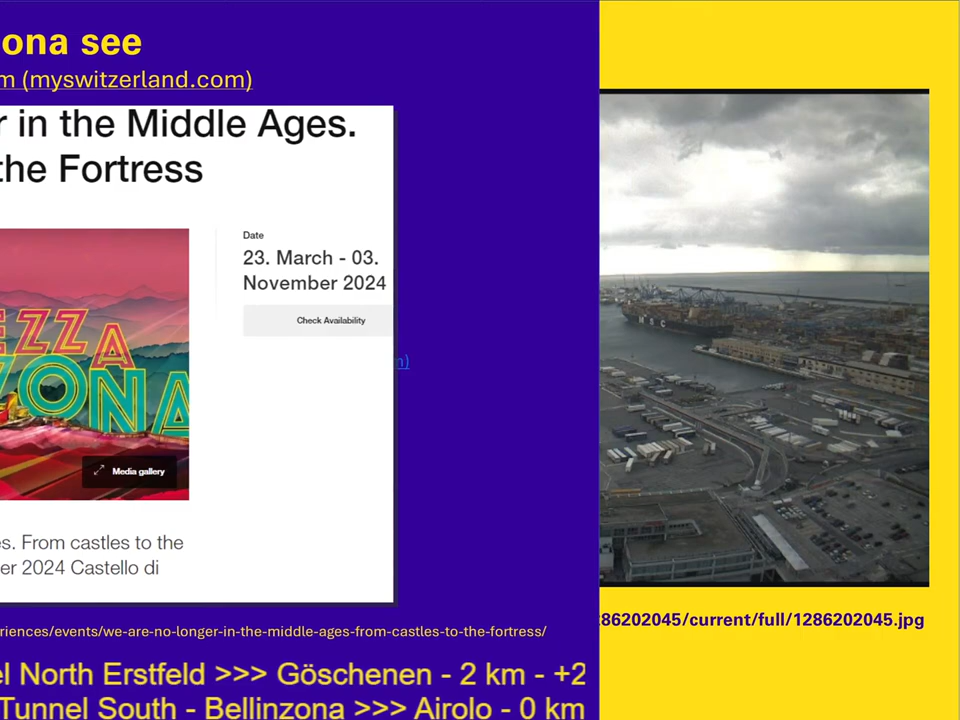 ona see
m (myswitzerland.com)
r in the Middle Ages.
the Fortress
Date
23. March - 03.
November 2024
Check Availability
EZZA
ZONA
m)
Media gallery
es. From castles to the
er 2024 Castello di
riences/events/we-are-no-longer-in-the-middle-ages-from-castles-to-the-fortress/
el North Erstfeld >>> Göschenen - 2 km - +2
Tunnel South - Bellinzona >>> Airolo - 0 km
M S C
286202045/current/full/1286202045.jpg